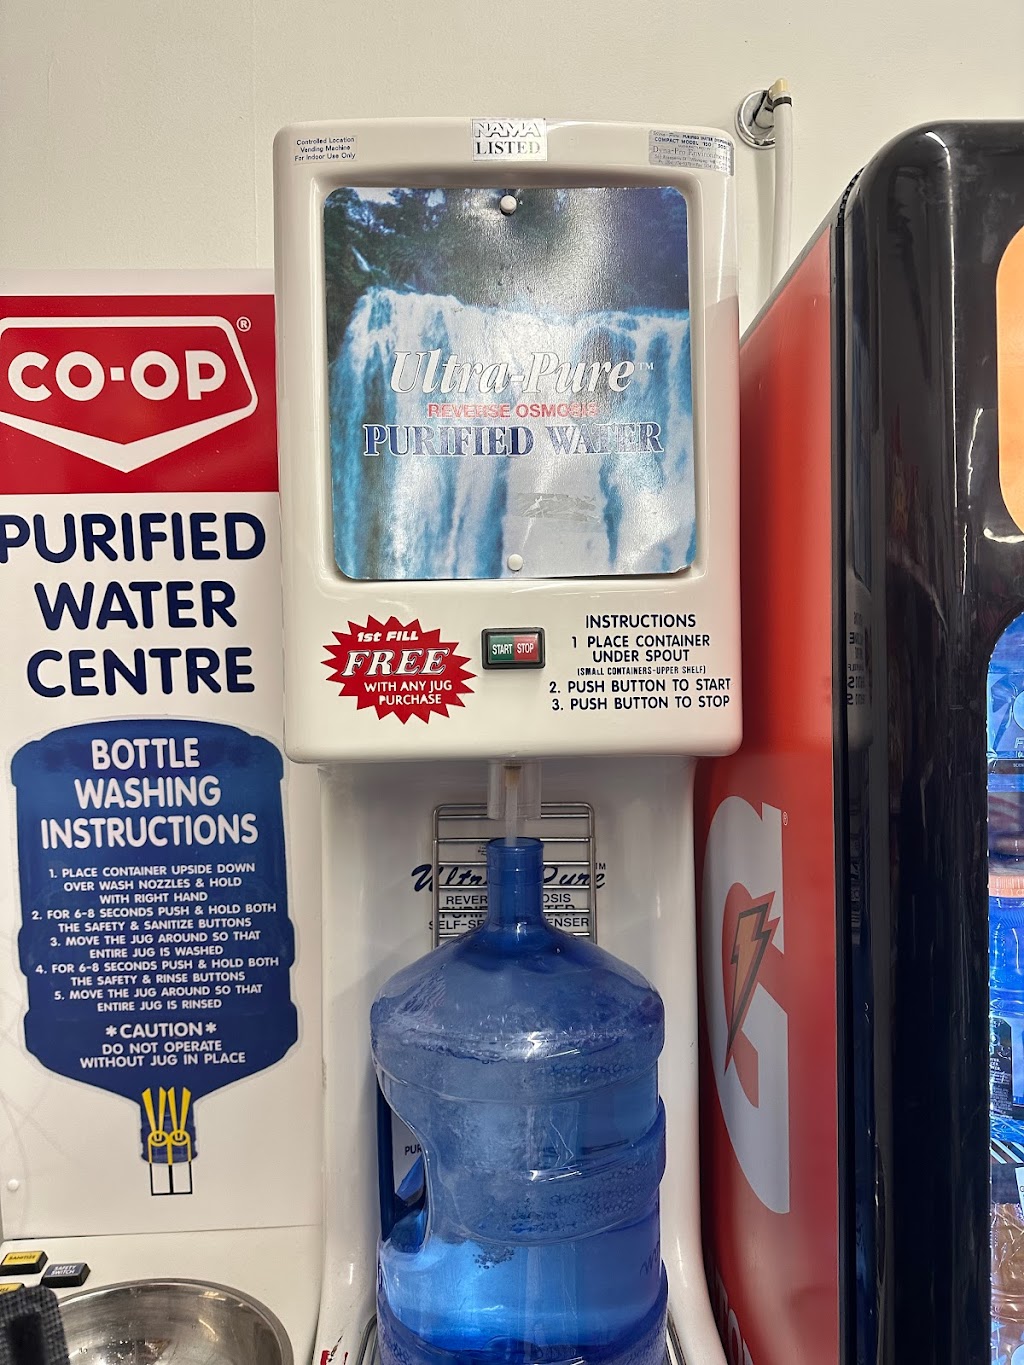 Controlled Location
Vending Machine
For Indoor Use Only
NAMA
LISTED
COMPACT MODEL
CO-OP®
PURIFIED
WATER
CENTRE
BOTTLE
WASHING
INSTRUCTIONS
1. PLACE CONTAINER UPSIDE DOWN
OVER WASH NOZZLES & HOLD
WITH RIGHT HAND
2. FOR 6-8 SECONDS PUSH & HOLD BOTH
THE SAFETY & SANITIZE BUTTONS
3. MOVE THE JUG AROUND SO THAT
ENTIRE JUG IS WASHED
4. FOR 6-8 SECONDS PUSH & HOLD BOTH
THE SAFETY & RINSE BUTTONS
5. MOVE THE JUG AROUND SO THAT
ENTIRE JUG IS RINSED
*CAUTION*
DO NOT OPERATE
WITHOUT JUG IN PLACE
SANITIZE
SAFETY
SWITCH
Ultra-Pure™
REVERSE OSMOSIS
PURIFIED WATER
1st FILL
FREE
WITH ANY JUG
PURCHASE
START STOP
INSTRUCTIONS
1 PLACE CONTAINER
UNDER SPOUT
(SMALL CONTAINERS-UPPER SHELF)
2. PUSH BUTTON TO START
3. PUSH BUTTON TO STOP
G®